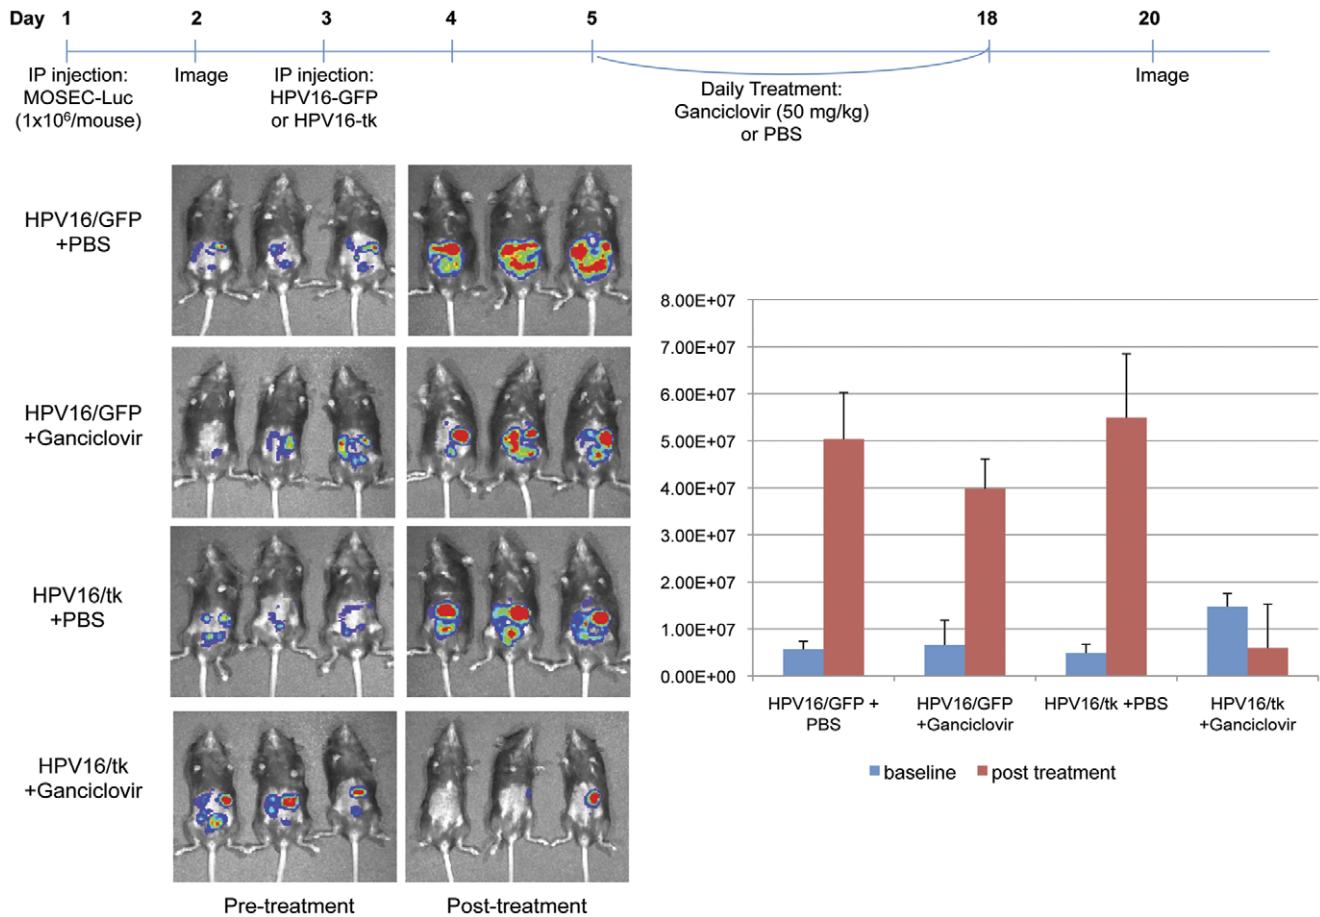 Day 1 2 3 4 5 18 20
IP injection:
MOSEC-Luc
(1x10⁶/mouse)
Image
IP injection:
HPV16-GFP
or HPV16-tk
Daily Treatment:
Ganciclovir (50 mg/kg)
or PBS
Image
HPV16/GFP
+PBS
HPV16/GFP
+Ganciclovir
HPV16/tk
+PBS
HPV16/tk
+Ganciclovir
Pre-treatment
Post-treatment
8.00E+07
7.00E+07
6.00E+07
5.00E+07
4.00E+07
3.00E+07
2.00E+07
1.00E+07
0.00E+00
HPV16/GFP +
PBS
HPV16/GFP
+Ganciclovir
HPV16/tk +PBS
HPV16/tk
+Ganciclovir
baseline
post treatment